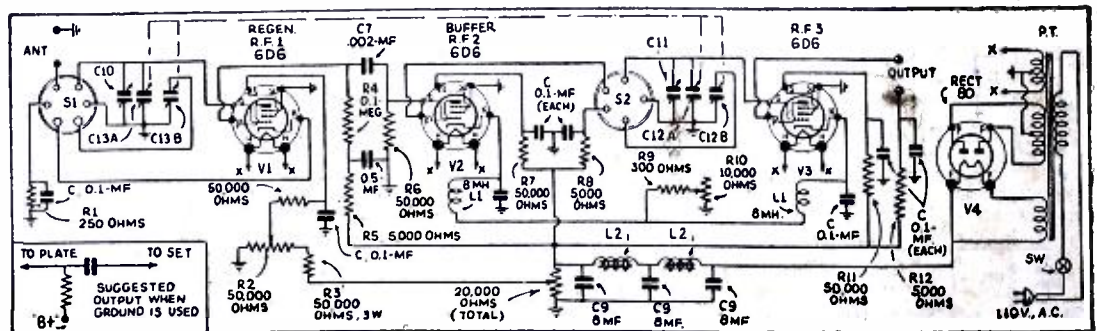 ANT
REGEN.
R.F. 1
6D6
C7
.002-MF
BUFFER
R.F. 2
6D6
R.F. 3
6D6
P.T.
OUTPUT
RECT
80
C10
S1
C13A
C13B
R4
0.1
MEG
C
0.1-MF
(EACH)
S2
C11
C12A
C12B
X
X
V1
X
X
V2
X
X
V3
X
X
V4
C, 0.1-MF
R1
250 OHMS
50,000
OHMS
0.5
MF
R6
50,000
OHMS
8 MH
L1
R7
50,000
OHMS
R8
5000
OHMS
R9
300 OHMS
R10
10,000
OHMS
L1
8 MH.
C
0.1-MF
C
0.1-
MF
(EACH)
R5, 5000 OHMS
C, 0.1-MF
TO PLATE
TO SET
SUGGESTED
OUTPUT WHEN
GROUND IS USED
"B+"
R2
50,000
OHMS
R3
50,000
OHMS, 3W
20,000
OHMS
(TOTAL)
L2
L2
C9
8MF
C9
8MF.
C9
8MF
R11
50,000
OHMS
R12
5000
OHMS
SW.
110V., A.C.